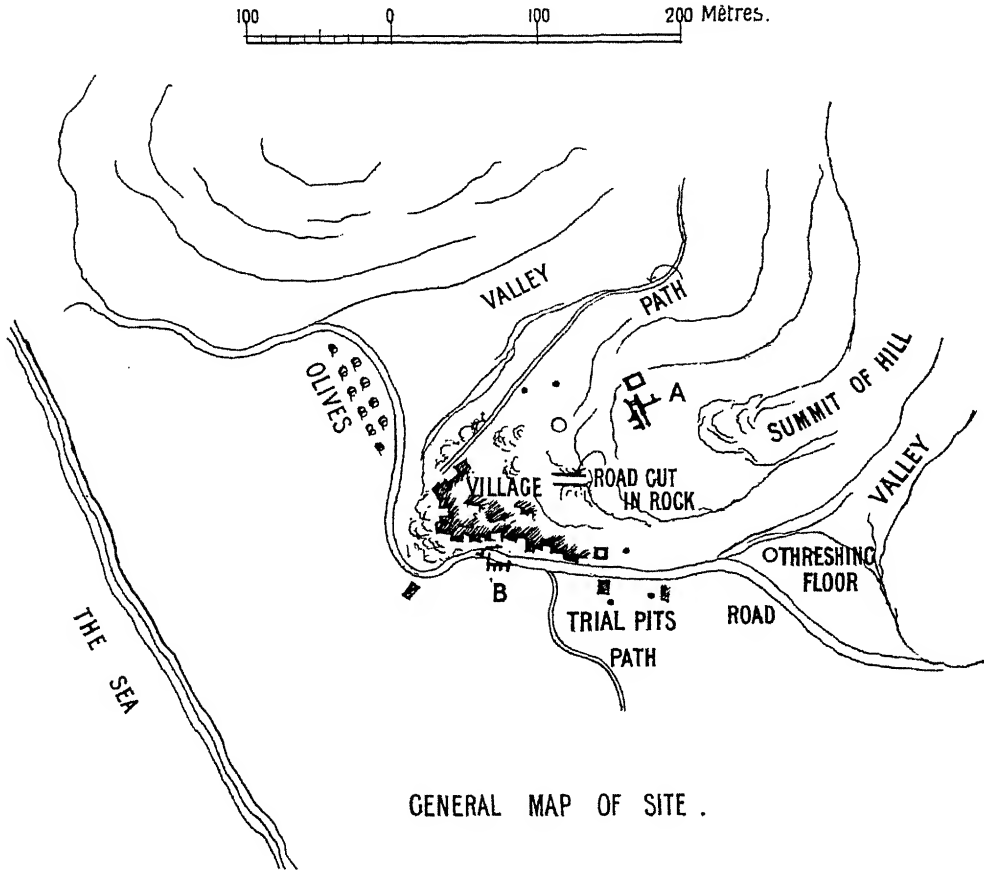 100 0 100 200 Mètres.
VALLEY
PATH
OLIVES
A
SUMMIT OF HILL
VALLEY
VILLAGE
ROAD CUT
IN ROCK
THRESHING
FLOOR
B
TRIAL PITS
ROAD
PATH
THE SEA
GENERAL MAP OF SITE.